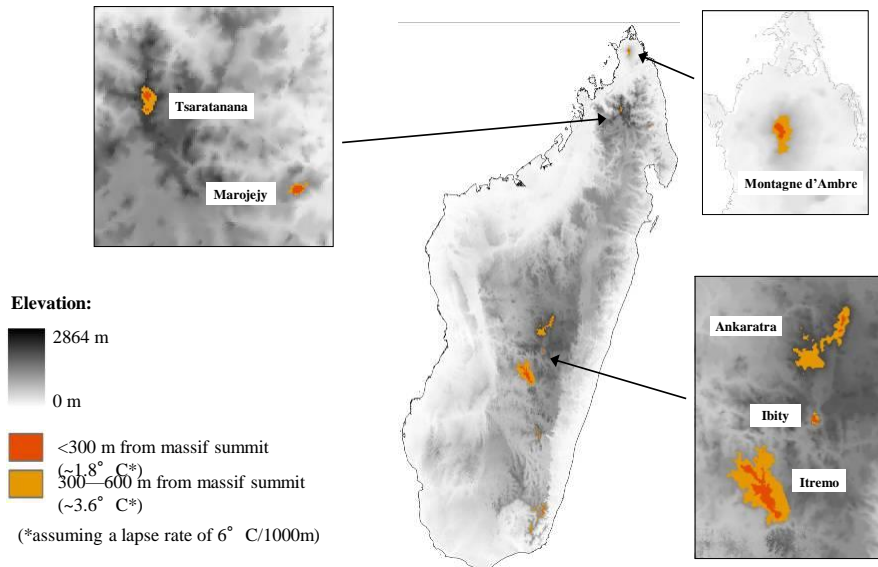 Tsaratanana
Marojejy
Montagne d’Ambre
Elevation:
2864 m
0 m
<300 m from massif summit
(~1.8° C*)
300—600 m from massif summit
(~3.6° C*)
(*assuming a lapse rate of 6° C/1000m)
Ankaratra
Ibity
Itremo